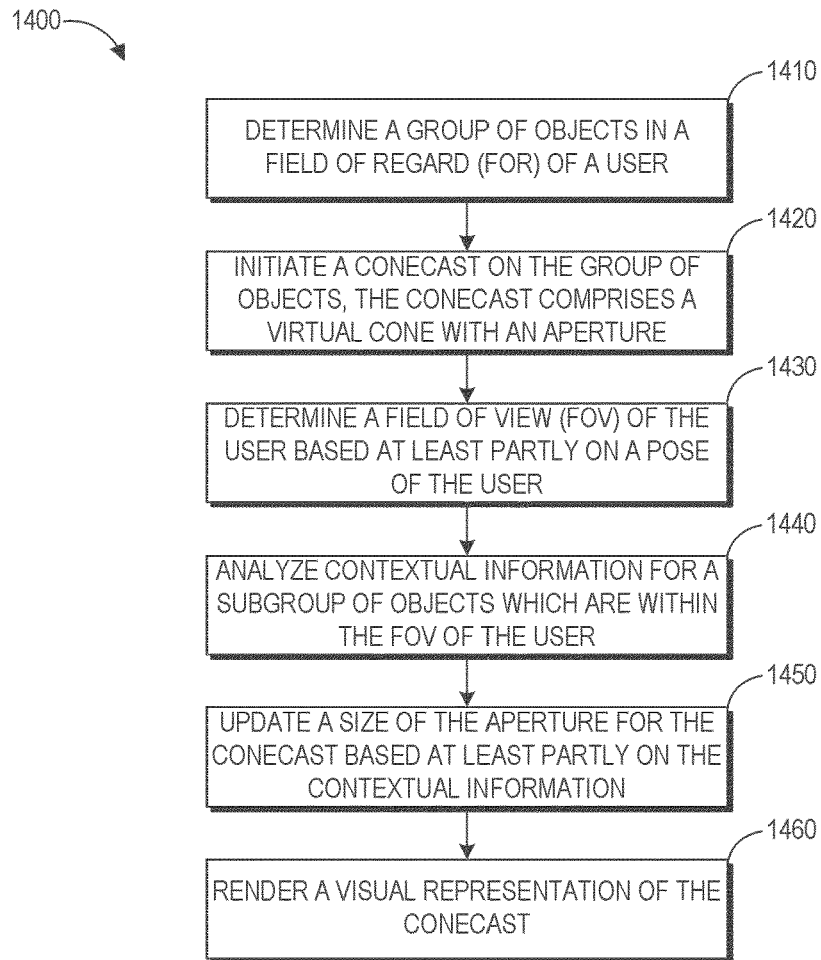 1400
1410
DETERMINE A GROUP OF OBJECTS IN A
FIELD OF REGARD (FOR) OF A USER
1420
INITIATE A CONECAST ON THE GROUP OF
OBJECTS, THE CONECAST COMPRISES A
VIRTUAL CONE WITH AN APERTURE
1430
DETERMINE A FIELD OF VIEW (FOV) OF THE
USER BASED AT LEAST PARTLY ON A POSE
OF THE USER
1440
ANALYZE CONTEXTUAL INFORMATION FOR A
SUBGROUP OF OBJECTS WHICH ARE WITHIN
THE FOV OF THE USER
1450
UPDATE A SIZE OF THE APERTURE FOR THE
CONECAST BASED AT LEAST PARTLY ON THE
CONTEXTUAL INFORMATION
1460
RENDER A VISUAL REPRESENTATION OF THE
CONECAST